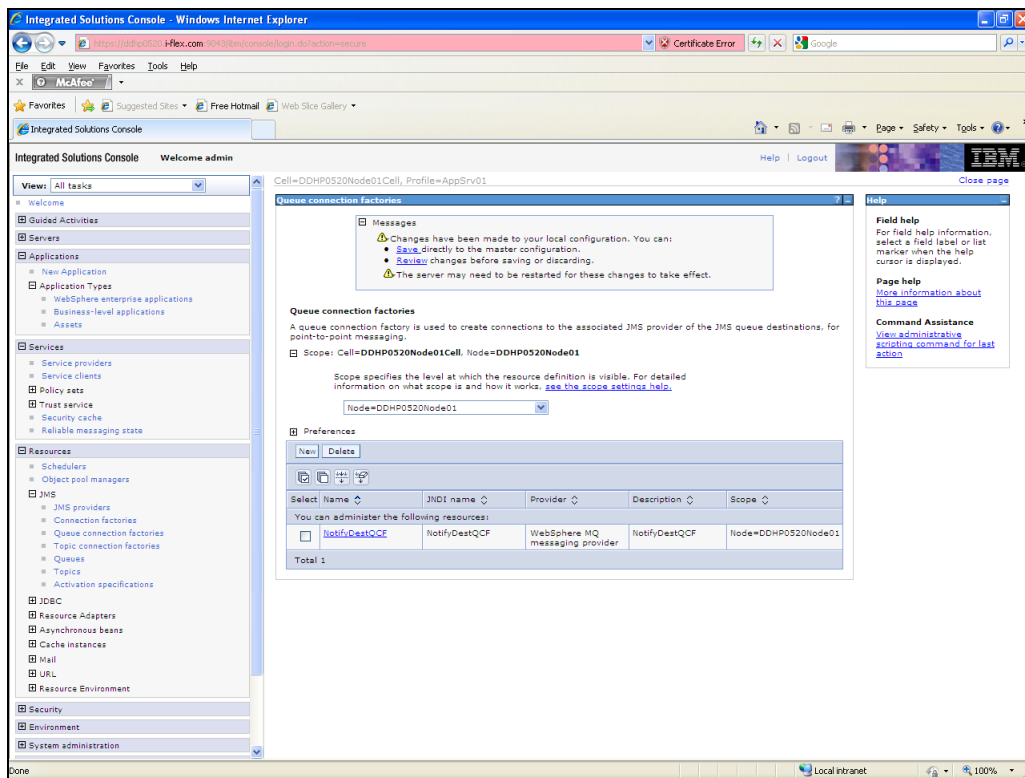 Integrated Solutions Console - Windows Internet Explorer
https://ddhp0520.i-flex.com:9043/ibm/console/login.do?action=secure
Certificate Error
Google
File Edit View Favorites Tools Help
McAfee
Favorites Suggested Sites Free Hotmail Web Slice Gallery
Integrated Solutions Console
Page Safety Tools
Integrated Solutions Console Welcome admin
Help | Logout
IBM
View: All tasks
Welcome
Guided Activities
Servers
Applications
New Application
Application Types
WebSphere enterprise applications
Business-level applications
Assets
Services
Service providers
Service clients
Policy sets
Trust service
Security cache
Reliable messaging state
Resources
Schedulers
Object pool managers
JMS
JMS providers
Connection factories
Queue connection factories
Topic connection factories
Queues
Topics
Activation specifications
JDBC
Resource Adapters
Asynchronous beans
Cache instances
Mail
URL
Resource Environment
Security
Environment
System administration
Cell=DDHP0520Node01Cell, Profile=AppSrv01
Close page
Queue connection factories
Messages
Changes have been made to your local configuration. You can:
Save directly to the master configuration.
Review changes before saving or discarding.
The server may need to be restarted for these changes to take effect.
Queue connection factories
A queue connection factory is used to create connections to the associated JMS provider of the JMS queue destinations, for
point-to-point messaging.
Scope: Cell=DDHP0520Node01Cell, Node=DDHP0520Node01
Scope specifies the level at which the resource definition is visible. For detailed
information on what scope is and how it works, see the scope settings help.
Node=DDHP0520Node01
Preferences
New Delete
Select Name JNDI name Provider Description Scope
You can administer the following resources:
NotifyDestQCF NotifyDestQCF WebSphere MQ messaging provider NotifyDestQCF Node=DDHP0520Node01
Total 1
Help
Field help
For field help information,
select a field label or list
marker when the help
cursor is displayed.
Page help
More information about
this page
Command Assistance
View administrative
scripting command for last
action
Done
Local intranet
100%